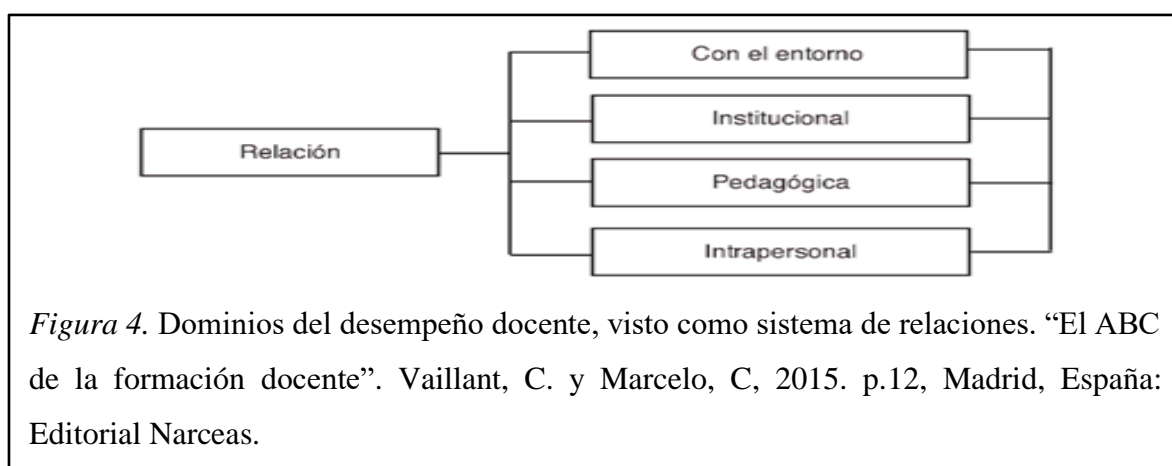 Con el entorno
Institucional
Relación
Pedagógica
Intrapersonal
Figura 4. Dominios del desempeño docente, visto como sistema de relaciones. “El ABC
de la formación docente”. Vaillant, C. y Marcelo, C, 2015. p.12, Madrid, España:
Editorial Narceas.